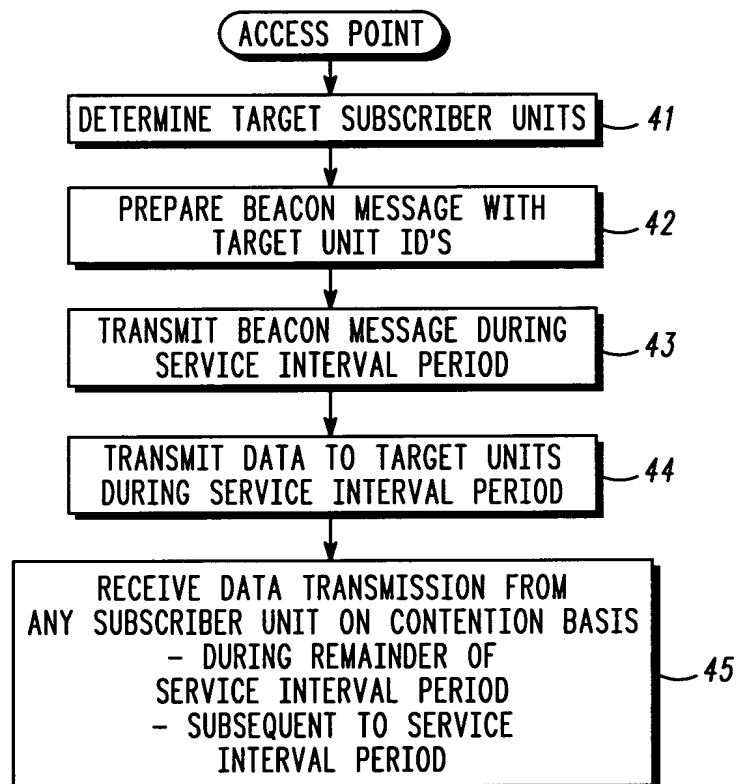 ACCESS POINT
DETERMINE TARGET SUBSCRIBER UNITS
41
PREPARE BEACON MESSAGE WITH
TARGET UNIT ID'S
42
TRANSMIT BEACON MESSAGE DURING
SERVICE INTERVAL PERIOD
43
TRANSMIT DATA TO TARGET UNITS
DURING SERVICE INTERVAL PERIOD
44
RECEIVE DATA TRANSMISSION FROM
ANY SUBSCRIBER UNIT ON CONTENTION BASIS
- DURING REMAINDER OF
SERVICE INTERVAL PERIOD
- SUBSEQUENT TO SERVICE
INTERVAL PERIOD
45